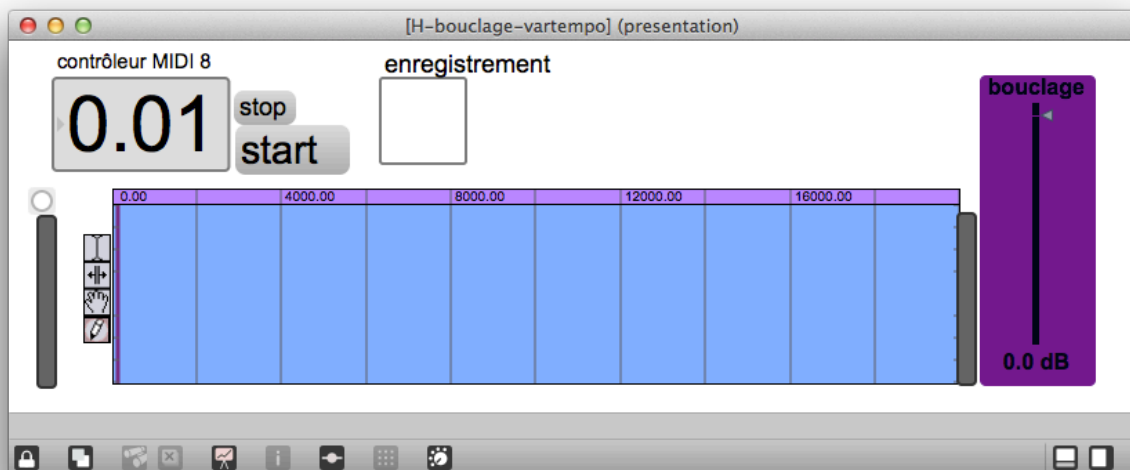 [H-bouclage-vartempo] (presentation)
contrôleur MIDI 8
enregistrement
0.01
stop
start
bouclage
0.00 4000.00 8000.00 12000.00 16000.00
0.0 dB